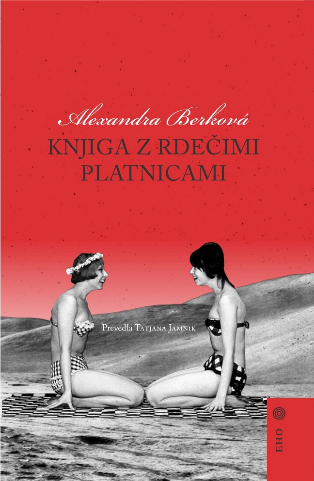 Alexandra Berková
KNJIGA Z RDEČIMI
PLATNICAMI
Prevedla TATJANA JAMNIK
EHO